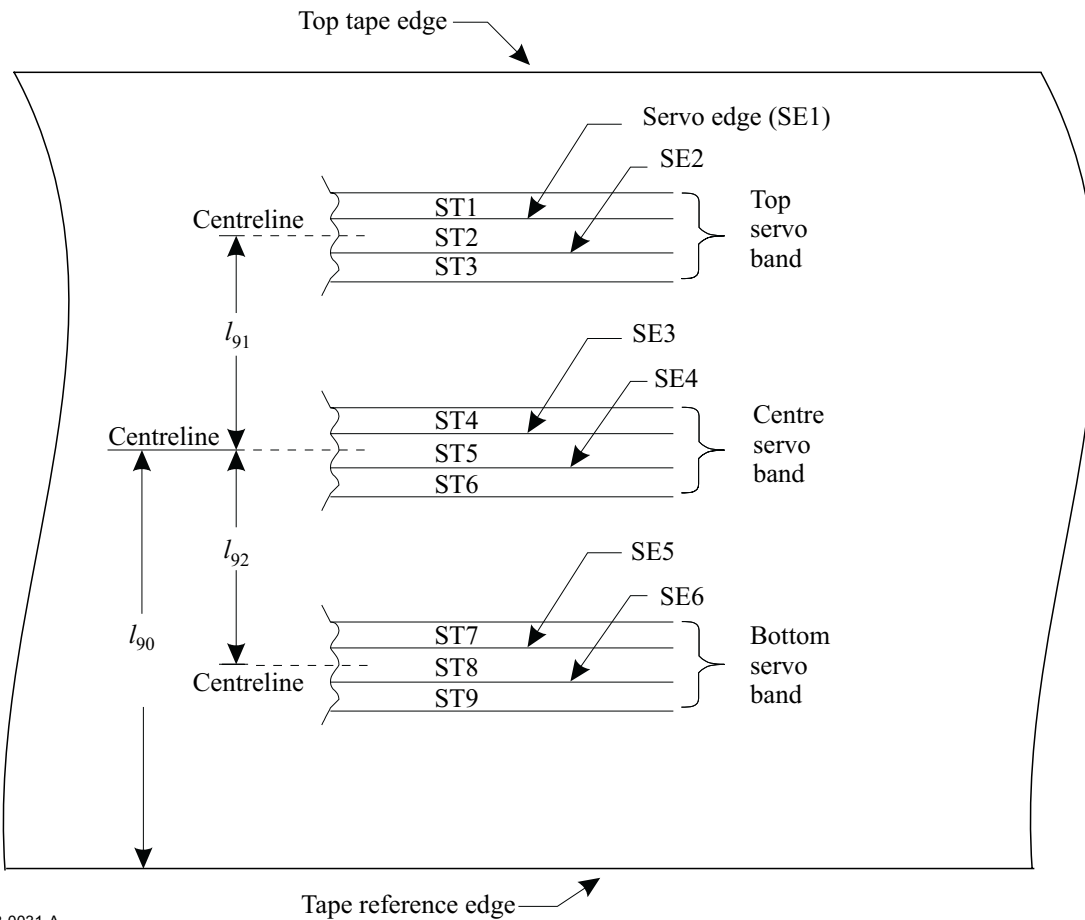 Top tape edge
Servo edge (SE1)
SE2
ST1
ST2
ST3
Centreline
Top
servo
band
l91
SE3
SE4
ST4
ST5
ST6
Centreline
Centre
servo
band
l92
l90
SE5
SE6
ST7
ST8
ST9
Centreline
Bottom
servo
band
Tape reference edge